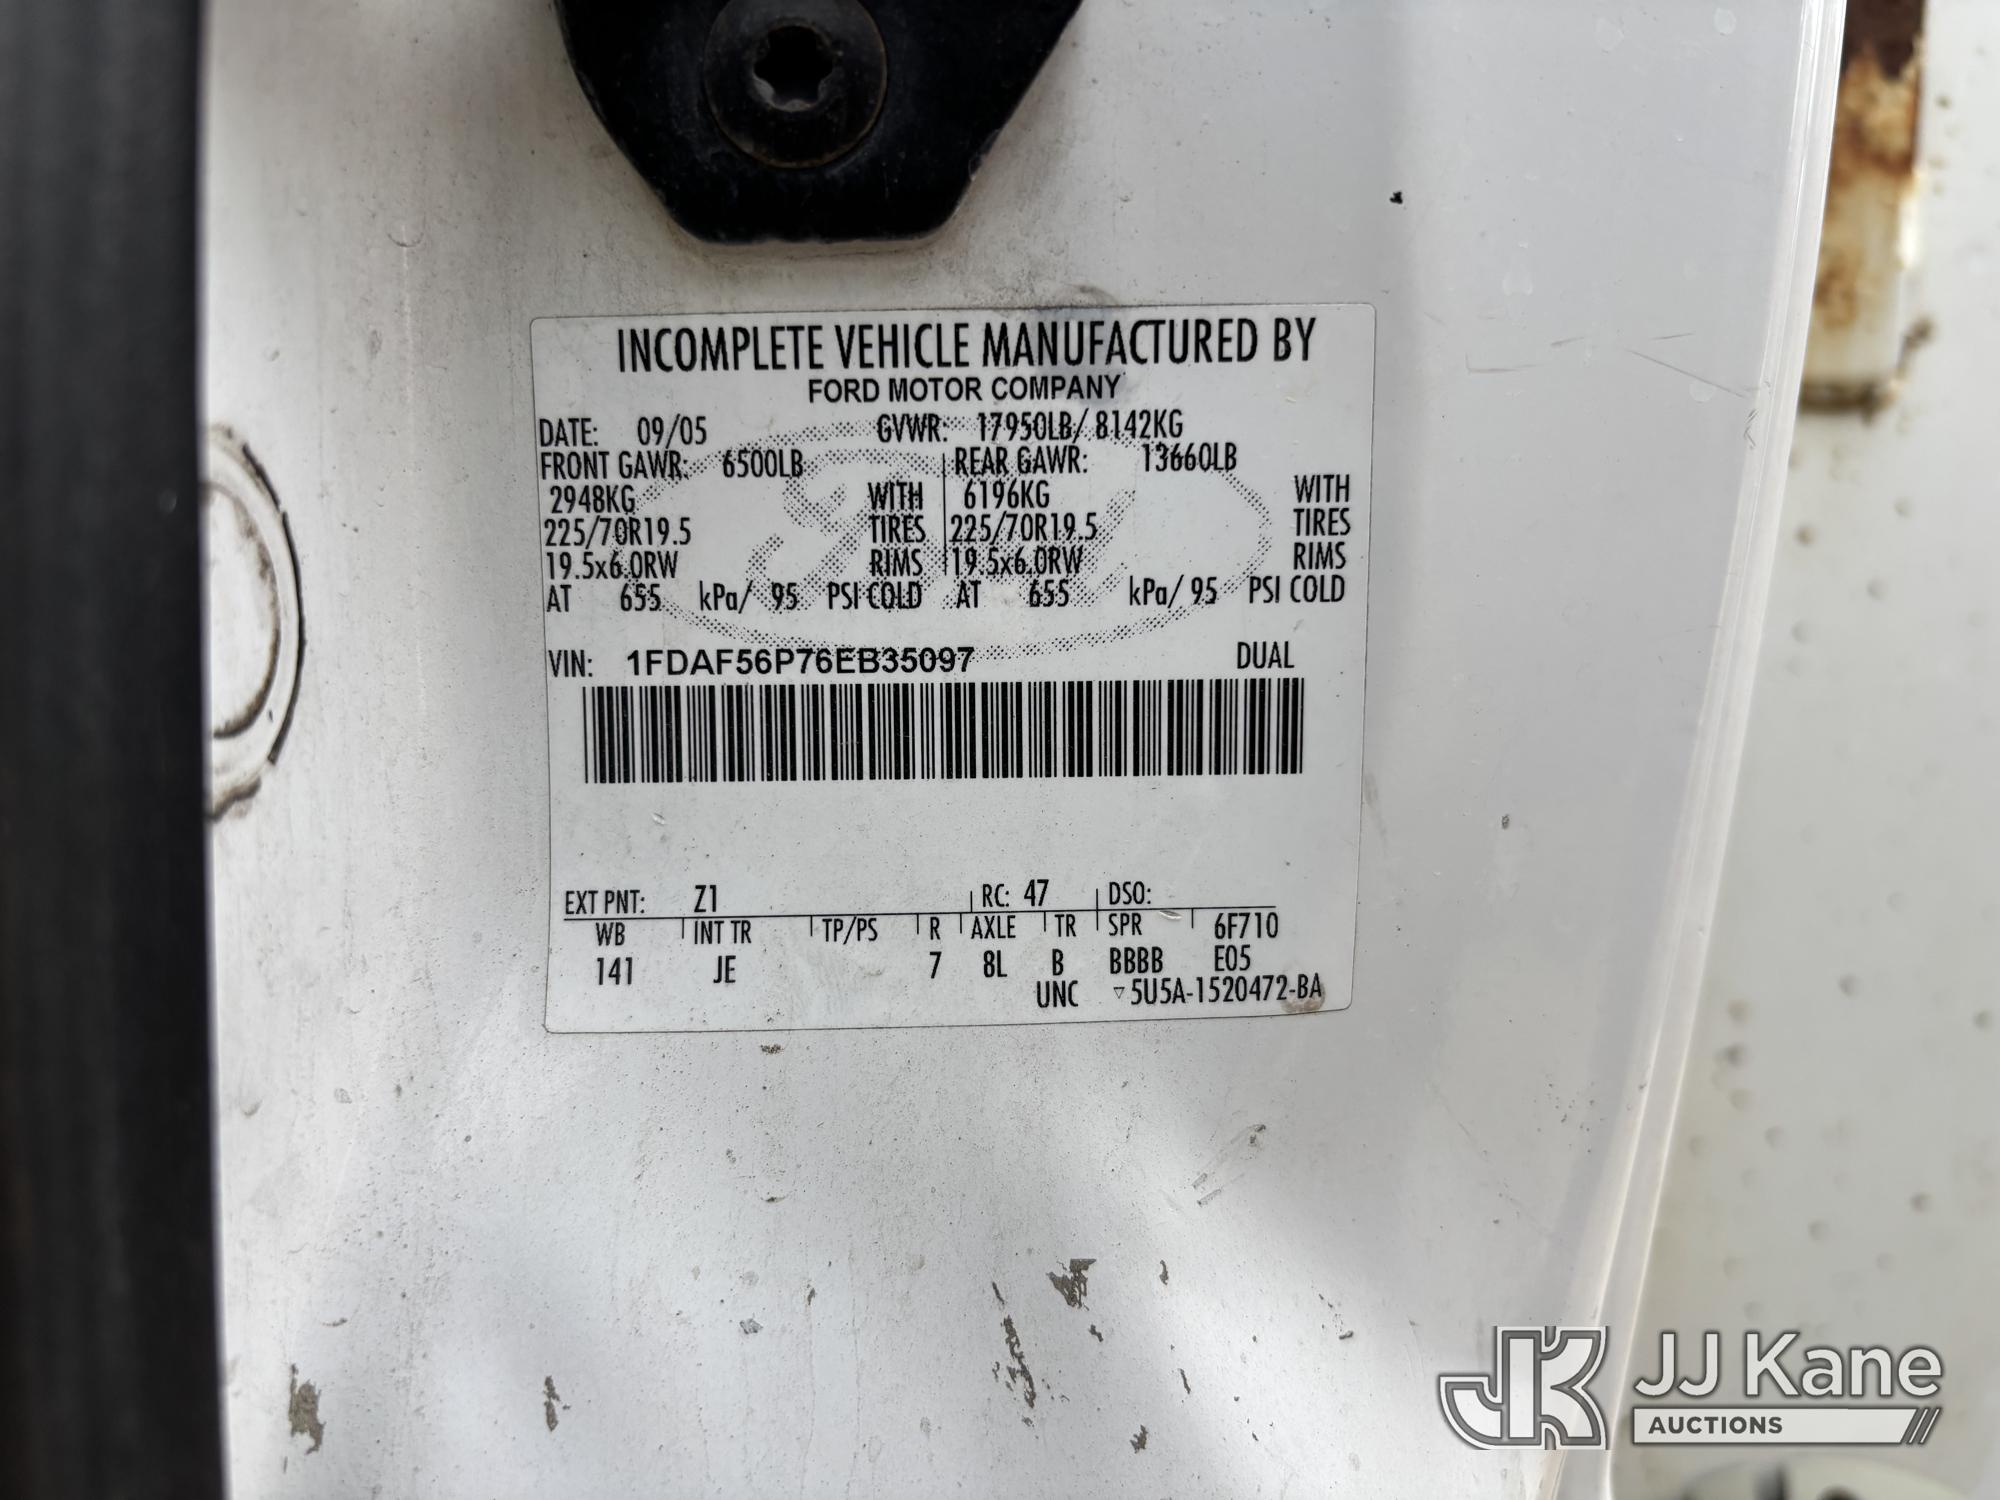 INCOMPLETE VEHICLE MANUFACTURED BY
FORD MOTOR COMPANY
DATE: 09/05 GVWR: 17950LB/ 8142KG
FRONT GAWR: 6500LB REAR GAWR: 13660LB
2948KG WITH 6196KG WITH
225/70R19.5 TIRES 225/70R19.5 TIRES
19.5x6.0RW RIMS 19.5x6.0RW RIMS
AT 655 kPa/ 95 PSI COLD AT 655 kPa/ 95 PSI COLD
VIN: 1FDAF56P76EB35097 DUAL
EXT PNT: Z1 RC: 47 DSO:
WB INT TR TP/PS R AXLE TR SPR 6F710
141 JE 7 8L B BBBB E05
UNC ▽5U5A-1520472-BA
JK JJ Kane
AUCTIONS